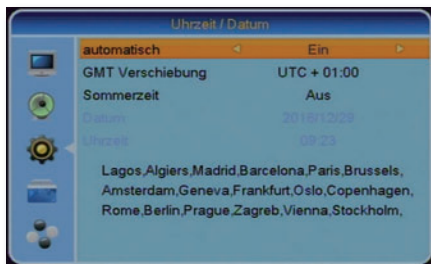 Uhrzeit / Datum
automatisch Ein
GMT Verschiebung UTC + 01:00
Sommerzeit Aus
Datum 2016/12/29
Uhrzeit 09:23
Lagos,Algiers,Madrid,Barcelona,Paris,Brussels,
Amsterdam,Geneva,Frankfurt,Oslo,Copenhagen,
Rome,Berlin,Prague,Zagreb,Vienna,Stockholm,